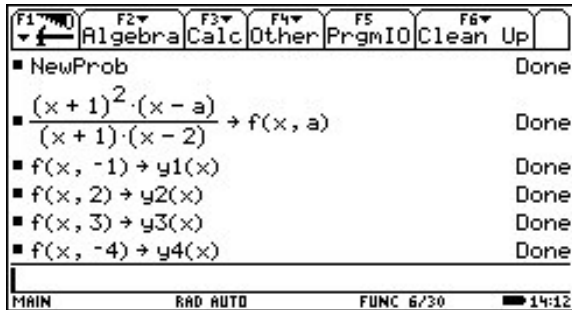 F1 F2 F3 F4 F5 F6
Algebra Calc Other PrgmIO Clean Up
▪ NewProb Done
▪ (x + 1)²·(x - a) / (x + 1)·(x - 2) → f(x, a) Done
▪ f(x, ⁻1) → y1(x) Done
▪ f(x, 2) → y2(x) Done
▪ f(x, 3) → y3(x) Done
▪ f(x, ⁻4) → y4(x) Done
MAIN RAD AUTO FUNC 6/30 14:12